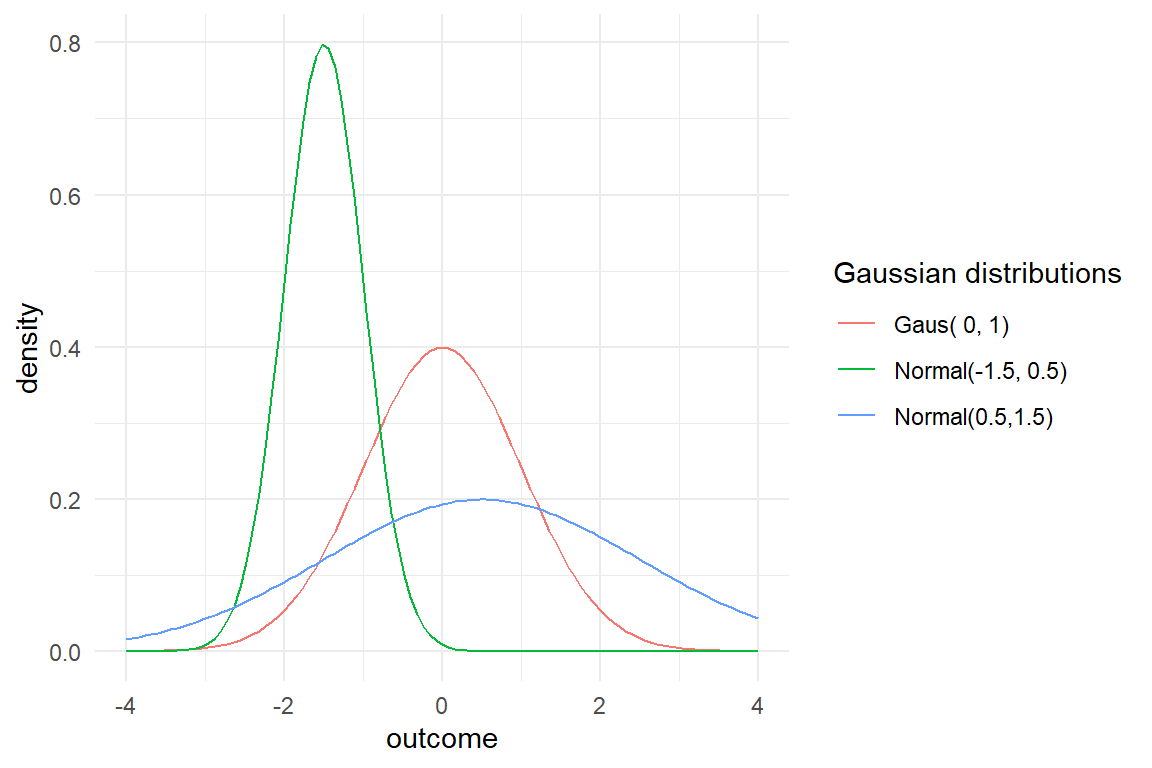 0.8
0.6
0.4
0.2
0.0
density
-4
-2
0
2
4
outcome
Gaussian distributions
Gaus( 0, 1)
Normal(-1.5, 0.5)
Normal(0.5,1.5)